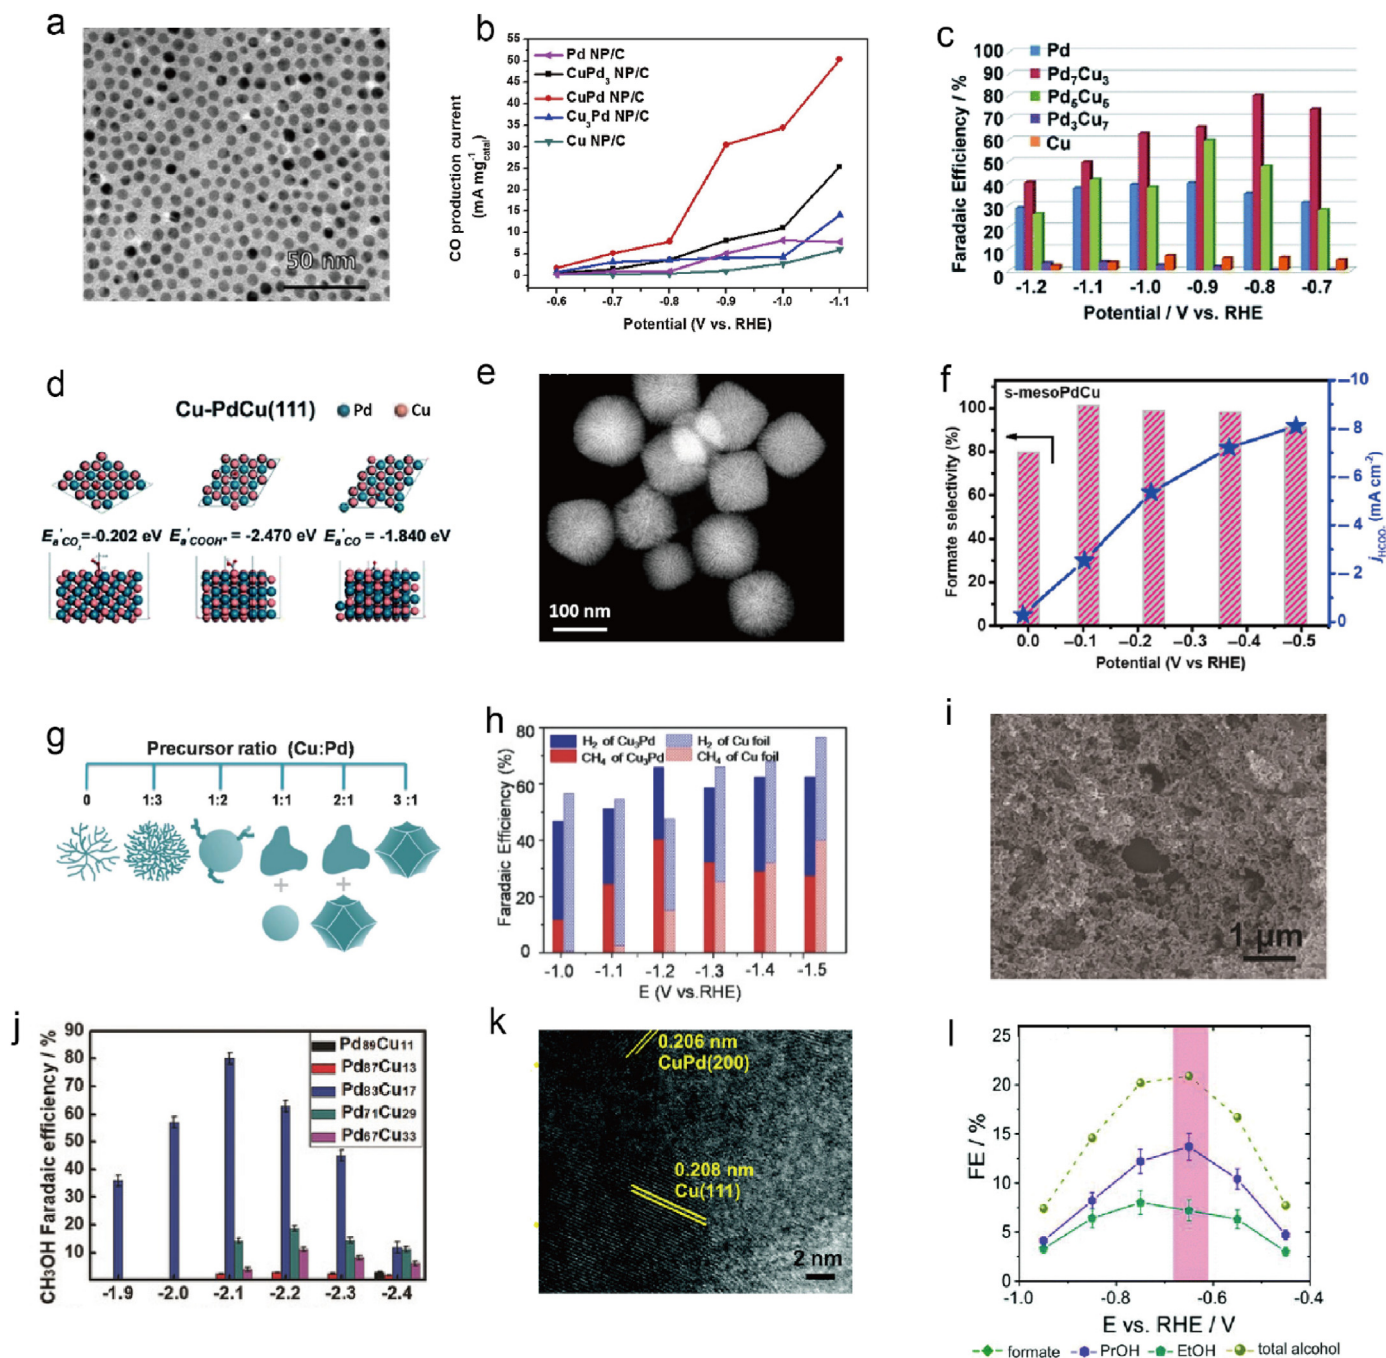 a
50 nm
b
55
50
45
40
35
30
25
20
15
10
5
0
CO production current
(mA mg⁻¹catal)
Pd NP/C
CuPd₃ NP/C
CuPd NP/C
Cu₃Pd NP/C
Cu NP/C
-0.6 -0.7 -0.8 -0.9 -1.0 -1.1
Potential (V vs. RHE)
c
100
90
80
70
60
50
40
30
20
10
0
Faradaic Efficiency / %
Pd
Pd₇Cu₃
Pd₅Cu₅
Pd₃Cu₇
Cu
-1.2 -1.1 -1.0 -0.9 -0.8 -0.7
Potential / V vs. RHE
d
Cu-PdCu(111) Pd Cu
Eₐ'CO₂=-0.202 eV Eₐ'COOH* = -2.470 eV Eₐ'CO = -1.840 eV
e
100 nm
f
s-mesoPdCu
100
80
60
40
20
0
Formate selectivity (%)
−10
− 8
− 6
− 4
− 2
0
jHCOO- (mA cm⁻²)
0.0 −0.1 −0.2 −0.3 −0.4 −0.5
Potential (V vs RHE)
g
Precursor ratio (Cu:Pd)
0 1:3 1:2 1:1 2:1 3 :1
+ +
h
80
60
40
20
0
Faradaic Efficiency (%)
H₂ of Cu₃Pd H₂ of Cu foil
CH₄ of Cu₃Pd CH₄ of Cu foil
-1.0 -1.1 -1.2 -1.3 -1.4 -1.5
E (V vs.RHE)
i
1 µm
j
90
80
70
60
50
40
30
20
10
CH₃OH Faradaic efficiency / %
Pd₈₉Cu₁₁
Pd₈₇Cu₁₃
Pd₈₃Cu₁₇
Pd₇₁Cu₂₉
Pd₆₇Cu₃₃
-1.9 -2.0 -2.1 -2.2 -2.3 -2.4
k
0.206 nm
CuPd(200)
0.208 nm
Cu(111)
2 nm
l
25
20
15
10
5
0
FE / %
-1.0 -0.8 -0.6 -0.4
E vs. RHE / V
formate PrOH EtOH total alcohol